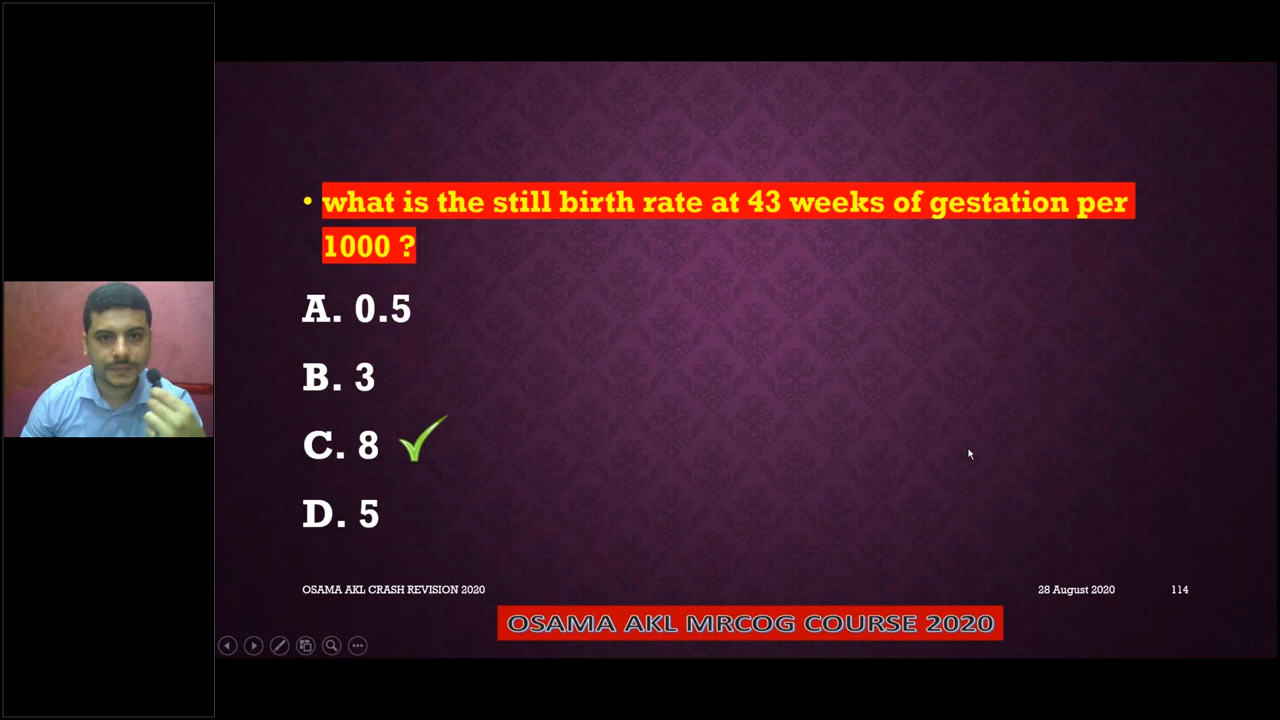 • what is the still birth rate at 43 weeks of gestation per
1000 ?
A. 0.5
B. 3
C. 8
D. 5
OSAMA AKL CRASH REVISION 2020
28 August 2020
114
OSAMA AKL MRCOG COURSE 2020